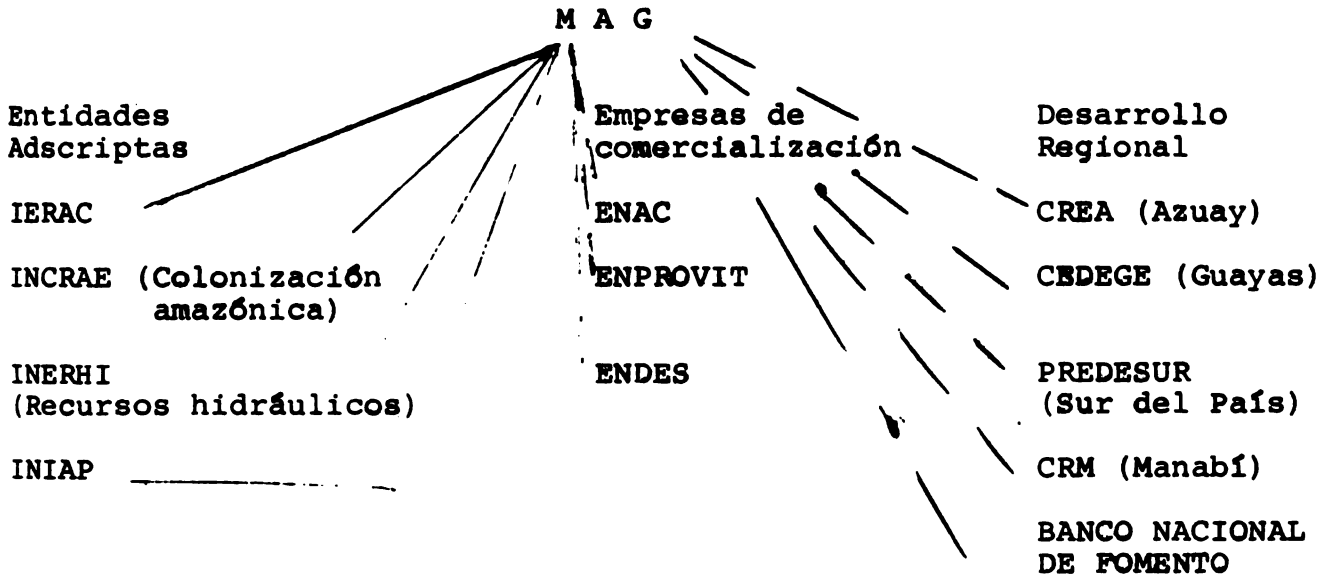 M A G
Entidades
Adscriptas
IERAC
INCRAE (Colonización
amazónica)
INERHI
(Recursos hidráulicos)
INIAP
Empresas de
comercialización
ENAC
ENPROVIT
ENDES
Desarrollo
Regional
CREA (Azuay)
CEDEGE (Guayas)
PREDESUR
(Sur del País)
CRM (Manabí)
BANCO NACIONAL
DE FOMENTO